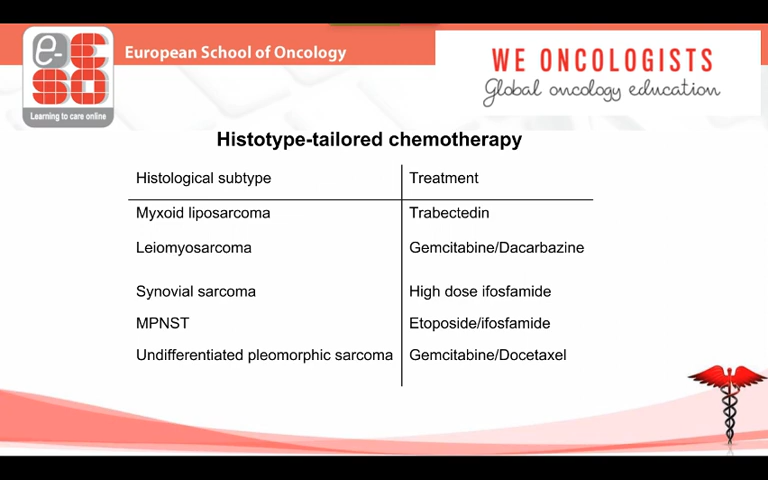 e-ESO
Learning to care online
European School of Oncology
WE ONCOLOGISTS
Global oncology education
Histotype-tailored chemotherapy
Histological subtype Treatment
Myxoid liposarcoma Trabectedin
Leiomyosarcoma Gemcitabine/Dacarbazine
Synovial sarcoma High dose ifosfamide
MPNST Etoposide/ifosfamide
Undifferentiated pleomorphic sarcoma Gemcitabine/Docetaxel